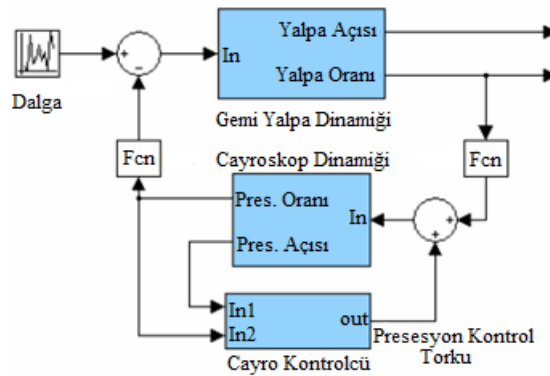 Yalpa Açısı
In
Yalpa Oranı
Dalga
Gemi Yalpa Dinamiği
Fcn
Cayroskop Dinamiği
Fcn
Pres. Oranı
In
Pres. Açısı
In1
out
In2
Presesyon Kontrol
Torku
Cayro Kontrolcü